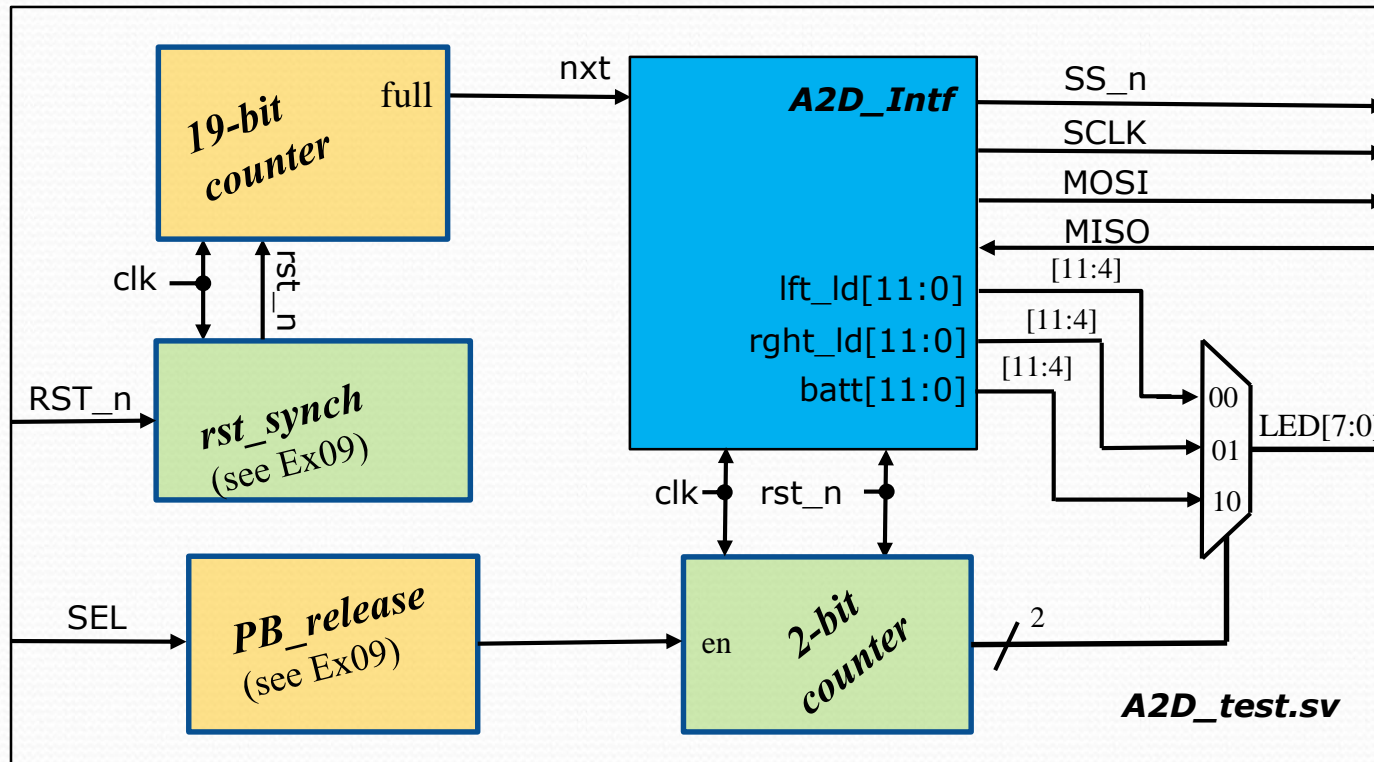 19-bit
counter
full
nxt
A2D_Intf
SS_n
SCLK
MOSI
MISO
clk
rst_n
lft_ld[11:0]
[11:4]
rght_ld[11:0]
[11:4]
batt[11:0]
[11:4]
RST_n
rst_synch
(see Ex09)
00
01
10
LED[7:0]
clk
rst_n
SEL
PB_release
(see Ex09)
en
2-bit
counter
2
A2D_test.sv